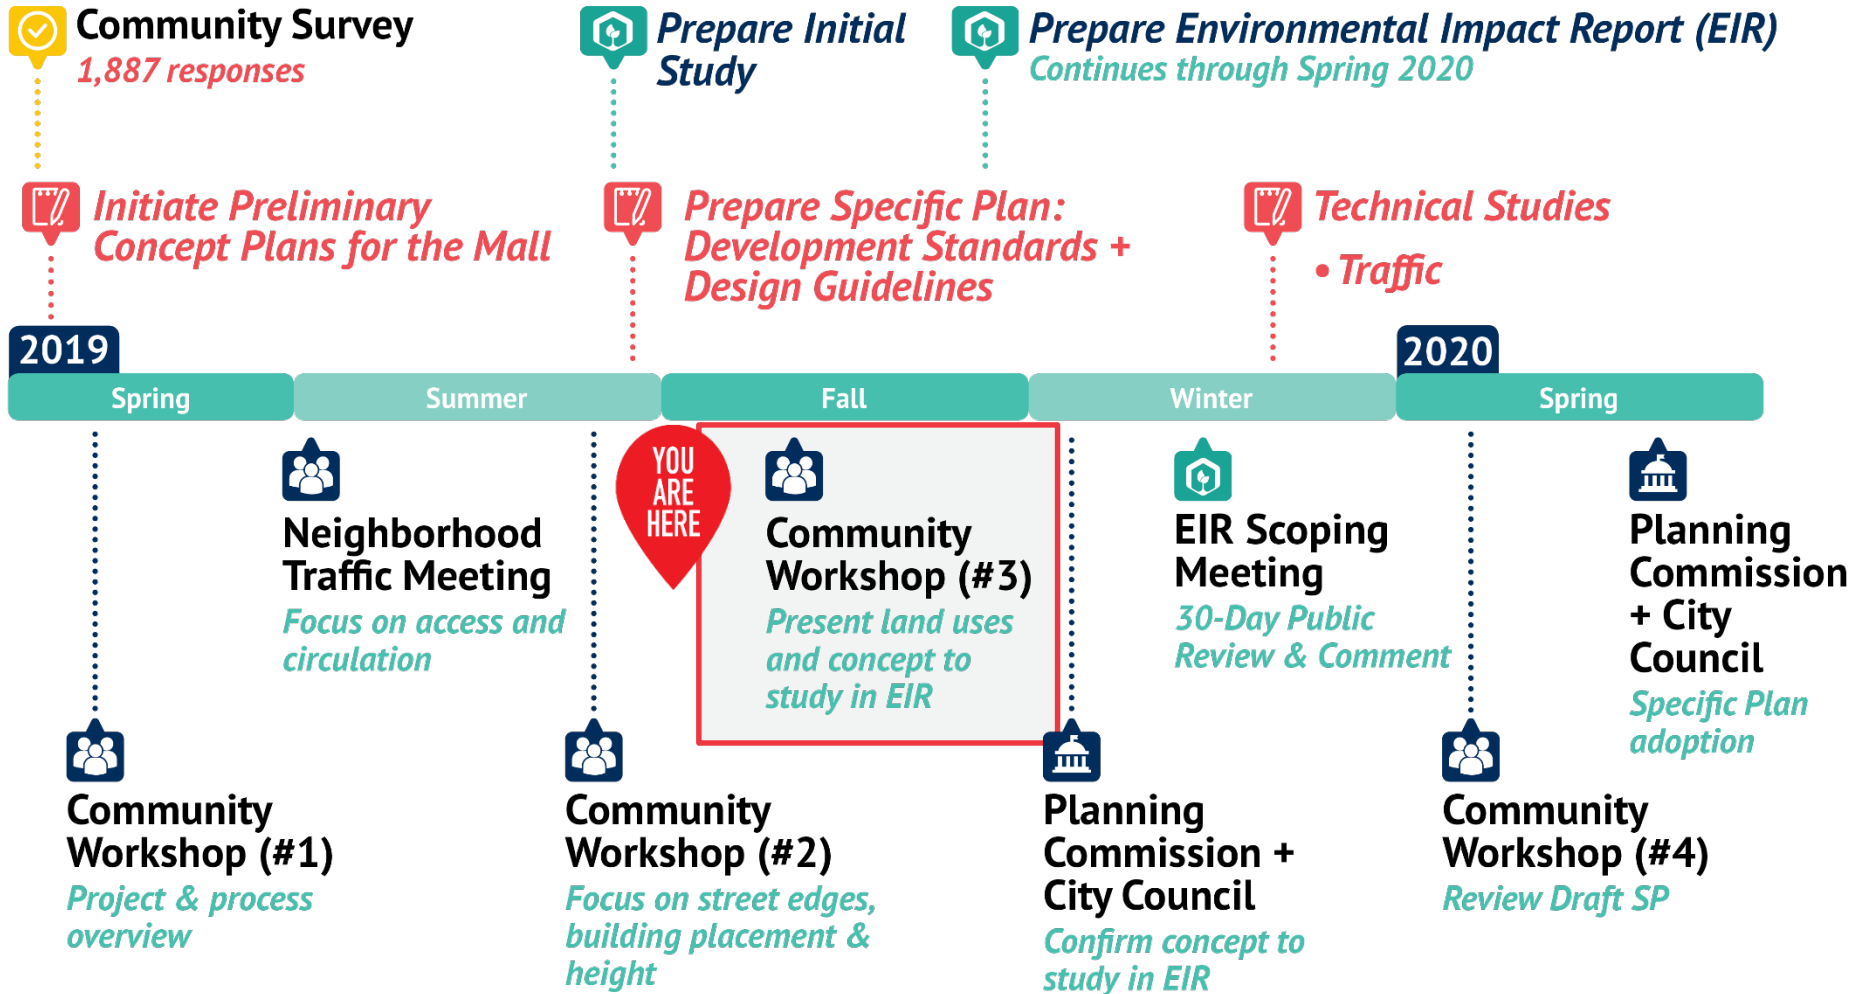 Community Survey
1,887 responses
Prepare Initial
Study
Prepare Environmental Impact Report (EIR)
Continues through Spring 2020
Initiate Preliminary
Concept Plans for the Mall
Prepare Specific Plan:
Development Standards +
Design Guidelines
Technical Studies
• Traffic
2019
2020
Spring
Summer
Fall
Winter
Spring
Neighborhood
Traffic Meeting
Focus on access and
circulation
YOU
ARE
HERE
Community
Workshop (#3)
Present land uses
and concept to
study in EIR
EIR Scoping
Meeting
30-Day Public
Review & Comment
Planning
Commission
+ City
Council
Specific Plan
adoption
Community
Workshop (#1)
Project & process
overview
Community
Workshop (#2)
Focus on street edges,
building placement &
height
Planning
Commission +
City Council
Confirm concept to
study in EIR
Community
Workshop (#4)
Review Draft SP